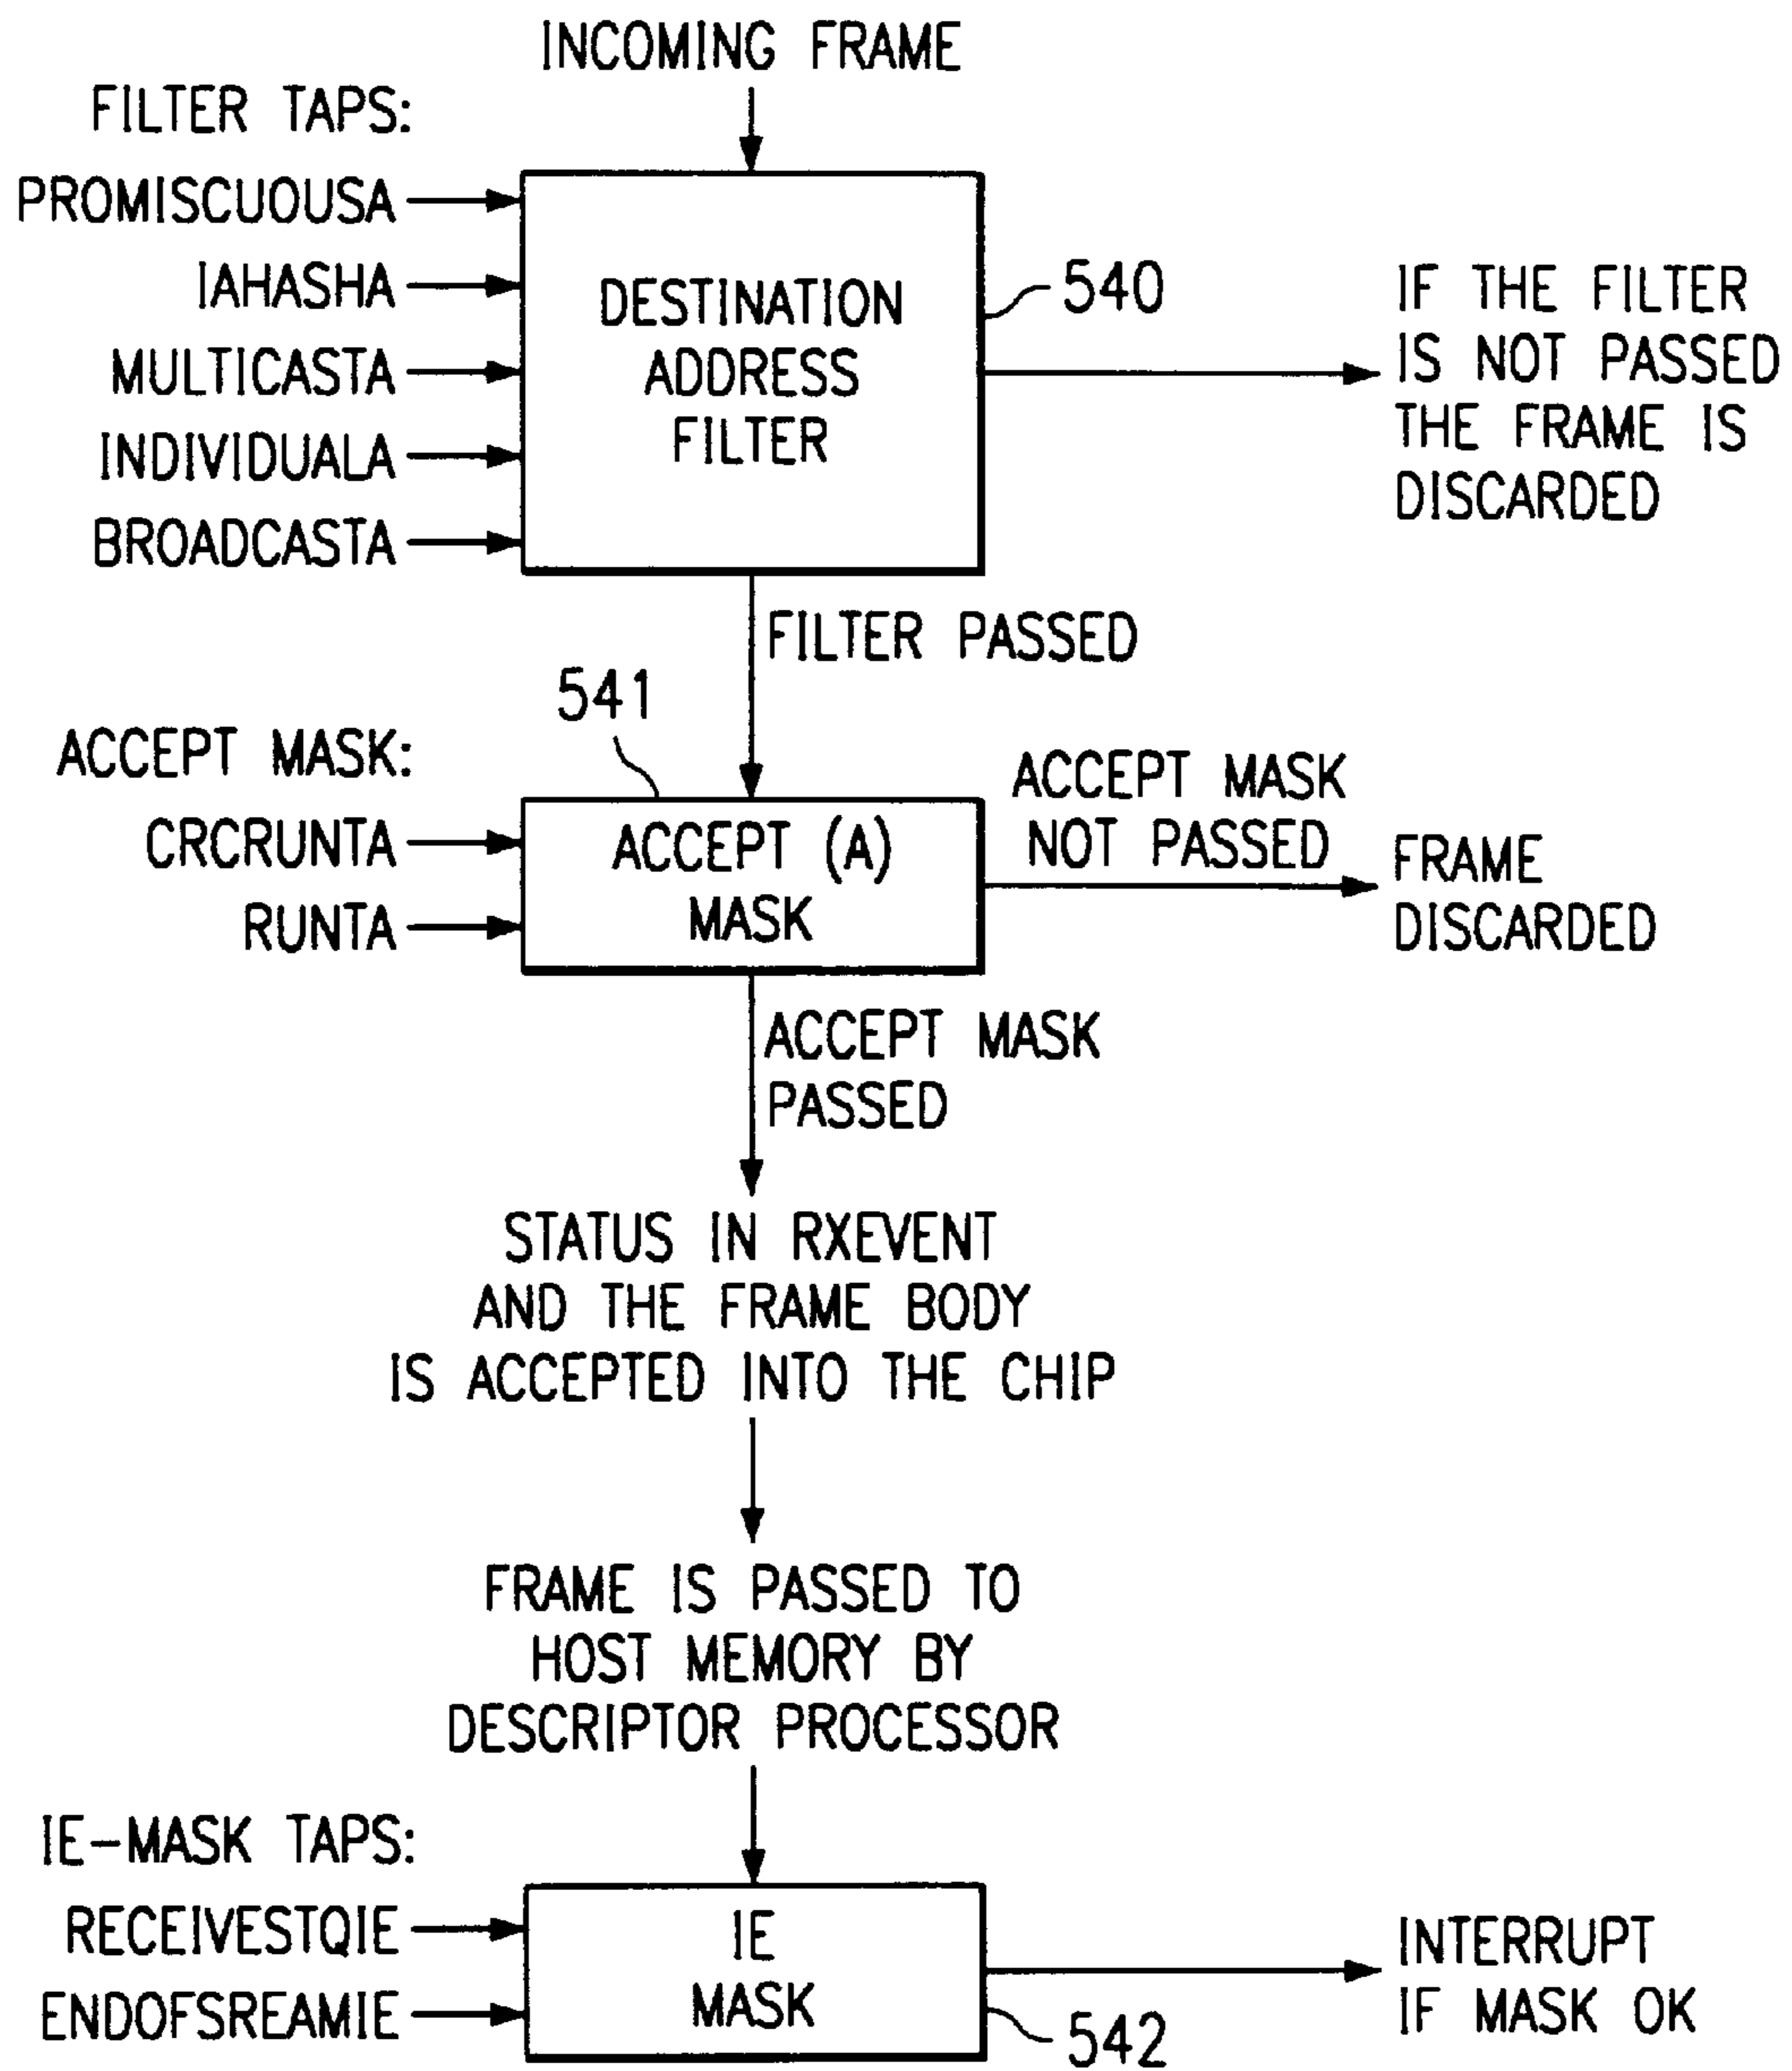 INCOMING FRAME
FILTER TAPS:
PROMISCUOUSA
IAHASHA
MULTICASTA
INDIVIDUALA
BROADCASTA
DESTINATION
ADDRESS
FILTER
540
IF THE FILTER
IS NOT PASSED
THE FRAME IS
DISCARDED
FILTER PASSED
541
ACCEPT MASK:
CRCRUNTA
RUNTA
ACCEPT (A)
MASK
ACCEPT MASK
NOT PASSED
FRAME
DISCARDED
ACCEPT MASK
PASSED
STATUS IN RXEVENT
AND THE FRAME BODY
IS ACCEPTED INTO THE CHIP
FRAME IS PASSED TO
HOST MEMORY BY
DESCRIPTOR PROCESSOR
IE-MASK TAPS:
RECEIVESTQIE
ENDOFSREAMIE
IE
MASK
542
INTERRUPT
IF MASK OK